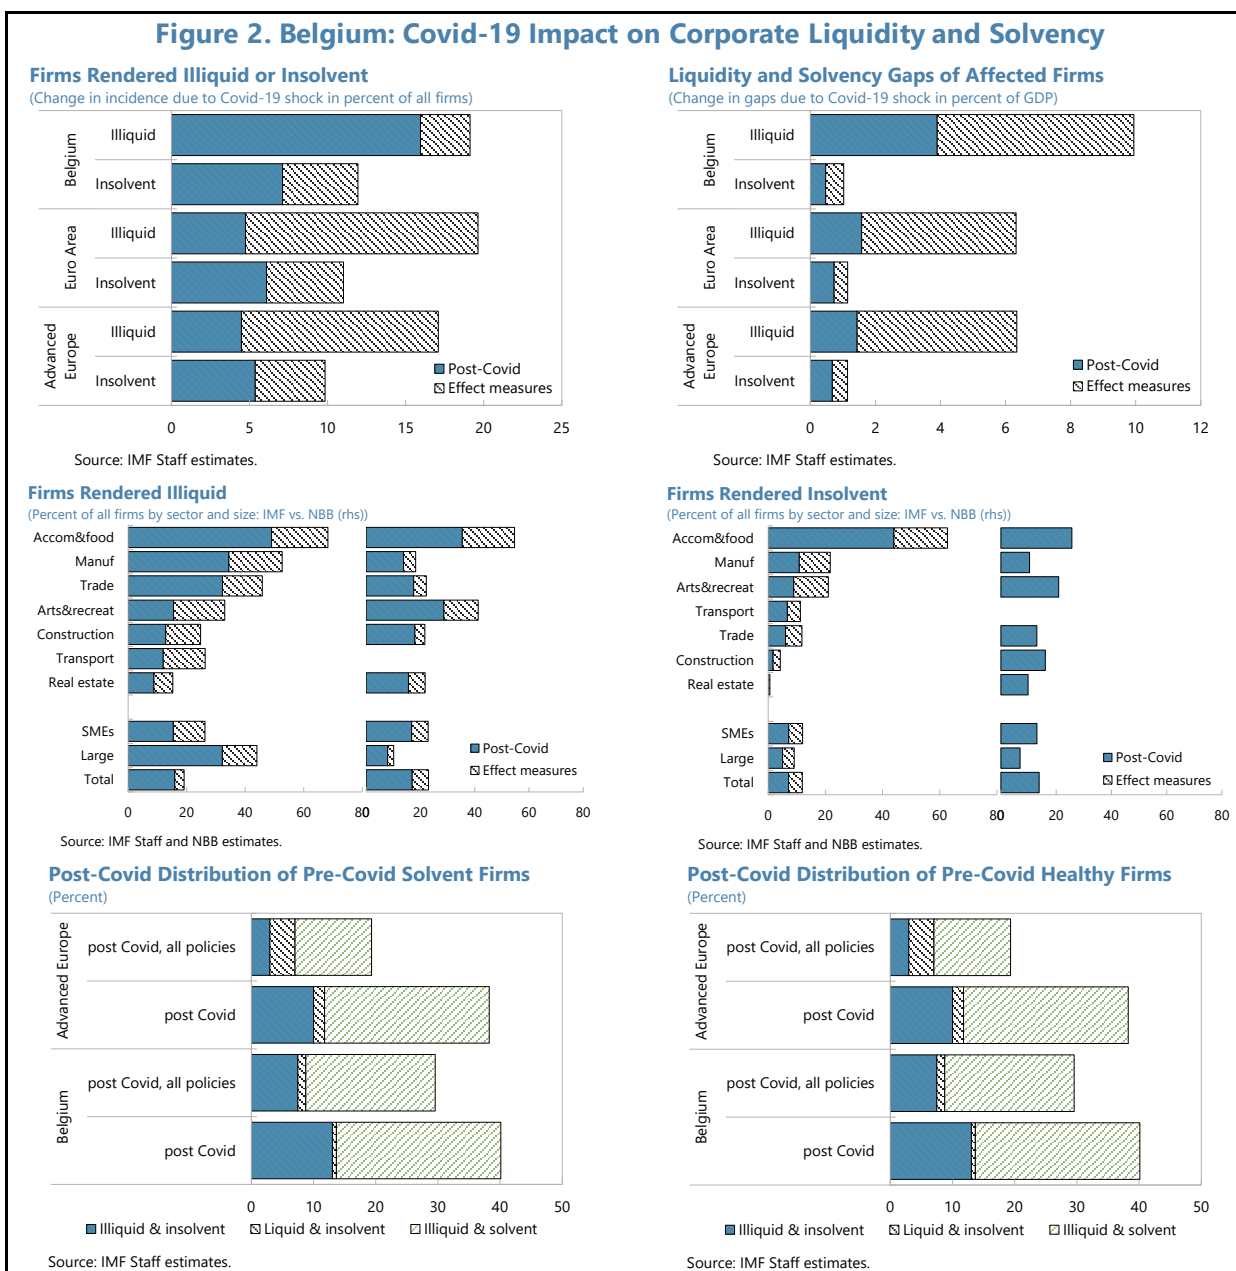 Figure 2. Belgium: Covid-19 Impact on Corporate Liquidity and Solvency
Firms Rendered Illiquid or Insolvent
(Change in incidence due to Covid-19 shock in percent of all firms)
Belgium
Illiquid
Insolvent
Euro Area
Illiquid
Insolvent
Advanced
Europe
Illiquid
Insolvent
Post-Covid
Effect measures
0 5 10 15 20 25
Source: IMF Staff estimates.
Liquidity and Solvency Gaps of Affected Firms
(Change in gaps due to Covid-19 shock in percent of GDP)
Belgium
Illiquid
Insolvent
Euro Area
Illiquid
Insolvent
Advanced
Europe
Illiquid
Insolvent
Post-Covid
Effect measures
0 2 4 6 8 10 12
Source: IMF Staff estimates.
Firms Rendered Illiquid
(Percent of all firms by sector and size: IMF vs. NBB (rhs))
Accom&food
Manuf
Trade
Arts&recreat
Construction
Transport
Real estate
SMEs
Large
Total
Post-Covid
Effect measures
0 20 40 60 80 0 20 40 60 80
Source: IMF Staff and NBB estimates.
Firms Rendered Insolvent
(Percent of all firms by sector and size: IMF vs. NBB (rhs))
Accom&food
Manuf
Arts&recreat
Transport
Trade
Construction
Real estate
SMEs
Large
Total
Post-Covid
Effect measures
0 20 40 60 80 0 20 40 60 80
Source: IMF Staff and NBB estimates.
Post-Covid Distribution of Pre-Covid Solvent Firms
(Percent)
Advanced Europe
post Covid, all policies
post Covid
Belgium
post Covid, all policies
post Covid
0 10 20 30 40 50
Illiquid & insolvent Liquid & insolvent Illiquid & solvent
Source: IMF Staff estimates.
Post-Covid Distribution of Pre-Covid Healthy Firms
(Percent)
Advanced Europe
post Covid, all policies
post Covid
Belgium
post Covid, all policies
post Covid
0 10 20 30 40 50
Illiquid & insolvent Liquid & insolvent Illiquid & solvent
Source: IMF Staff estimates.